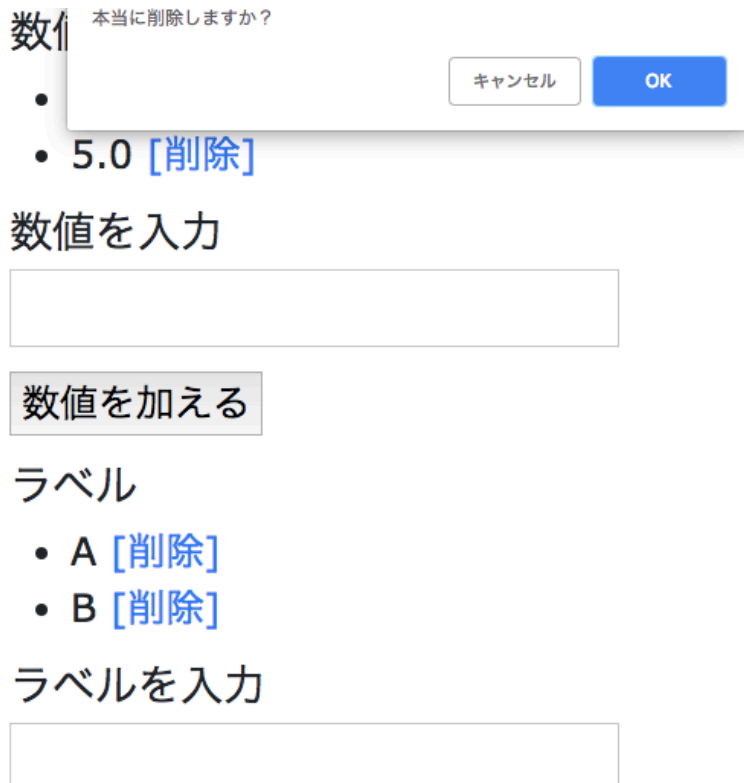 本当に削除しますか？
数値
キャンセル OK
5.0 [削除]
数値を入力
数値を加える
ラベル
A [削除]
B [削除]
ラベルを入力